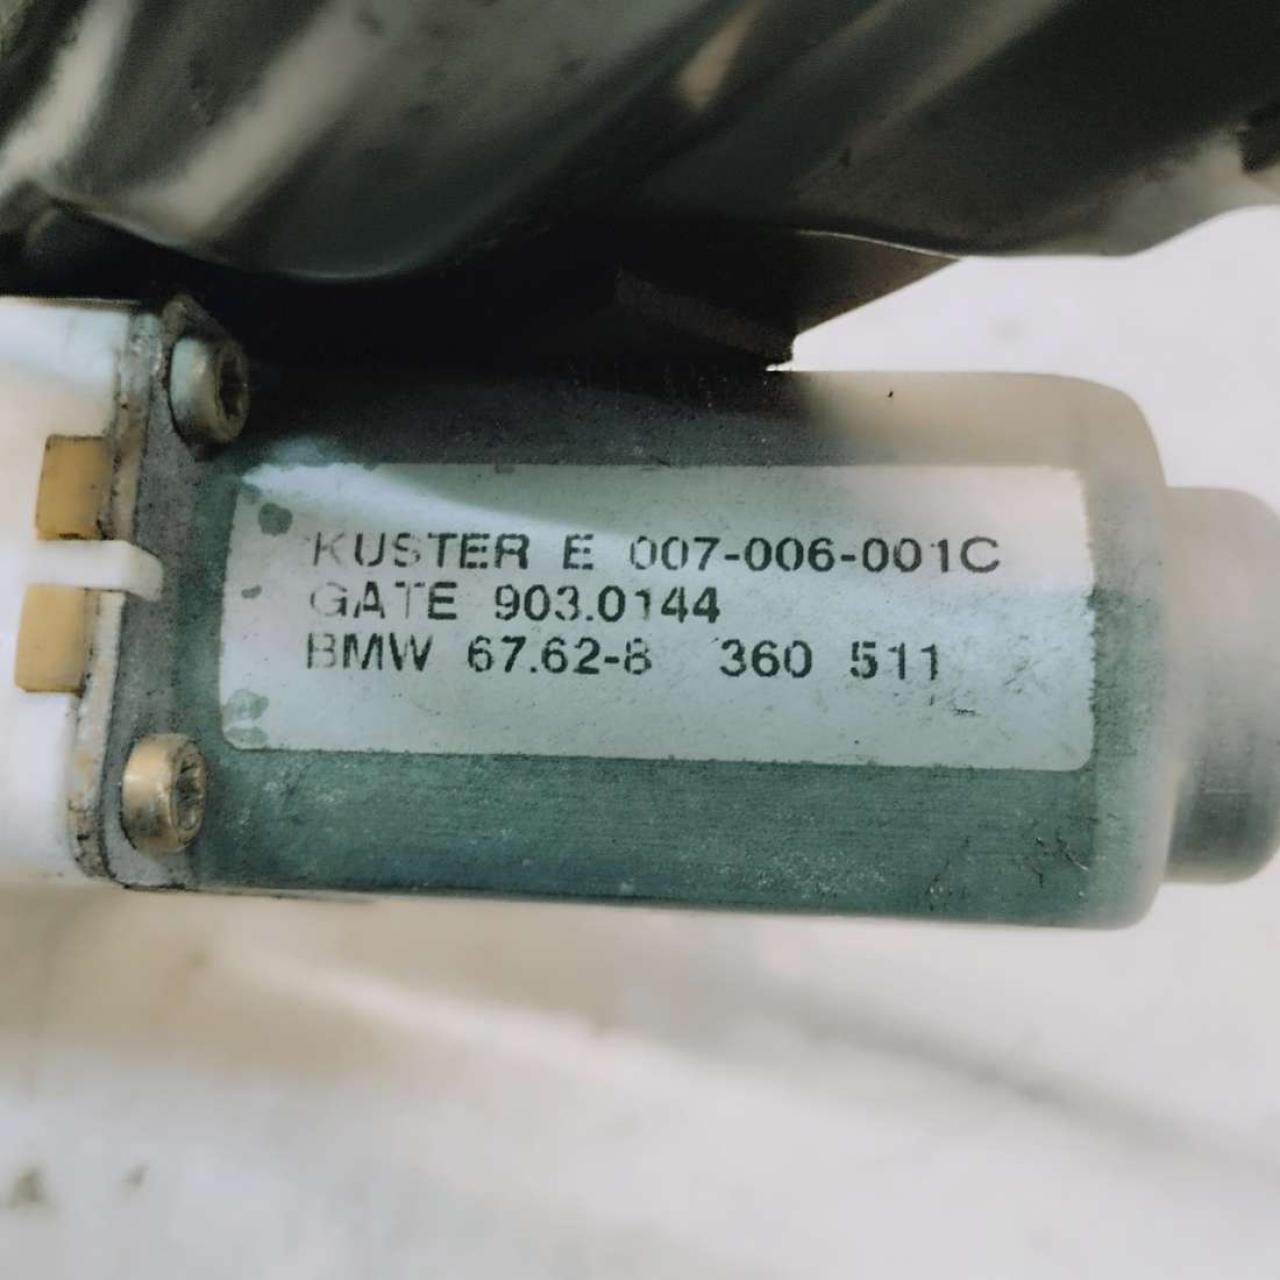 KUSTER E 007-006-001C
GATE 903.0144
BMW 67.62-8 360 511